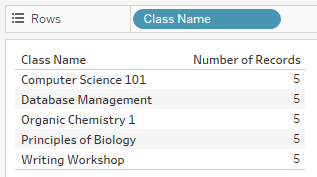 Rows Class Name
Class Name Number of Records
Computer Science 101 5
Database Management 5
Organic Chemistry 1 5
Principles of Biology 5
Writing Workshop 5